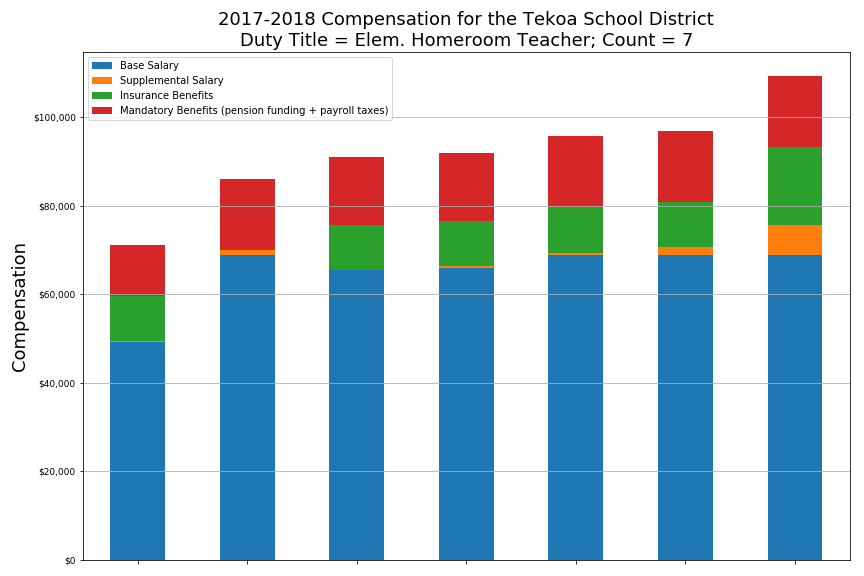 2017-2018 Compensation for the Tekoa School District
Duty Title = Elem. Homeroom Teacher; Count = 7
Base Salary
Supplemental Salary
Insurance Benefits
Mandatory Benefits (pension funding + payroll taxes)
$100,000
$80,000
$60,000
$40,000
$20,000
$0
Compensation